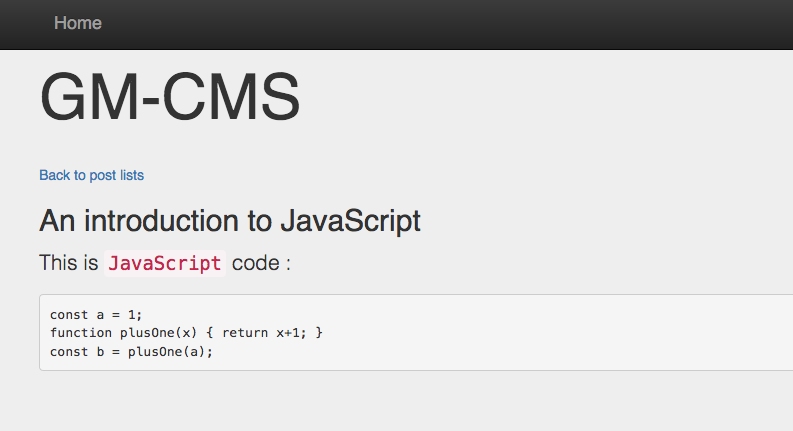 Home
GM-CMS
Back to post lists
An introduction to JavaScript
This is JavaScript code :
const a = 1;
function plusOne(x) { return x+1; }
const b = plusOne(a);